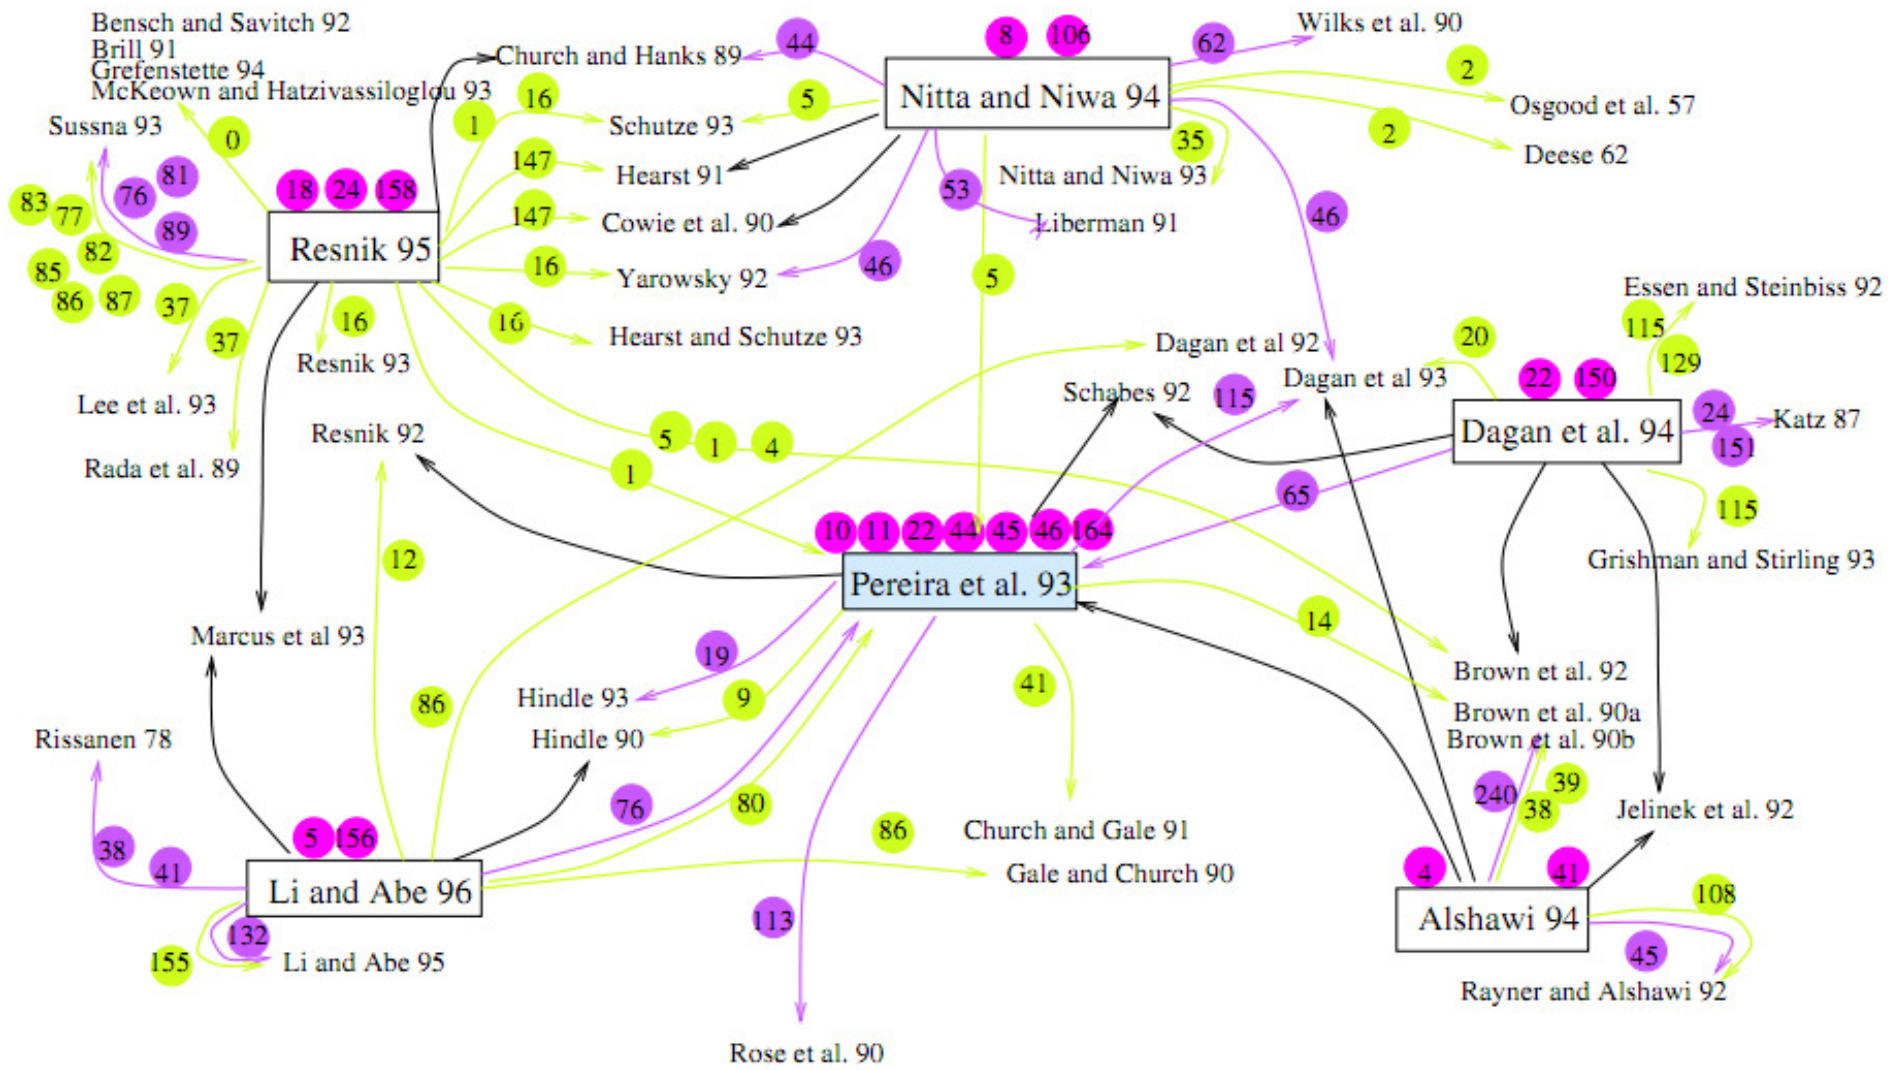 Bensch and Savitch 92
Brill 91
Grefenstette 94
McKeown and Hatzivassiloglou 93
Sussna 93
0
81
76
89
83
77
82
85
86
87
37
37
18 24 158
Resnik 95
16
Resnik 93
Lee et al. 93
Rada et al. 89
Church and Hanks 89
44
1
16
5
Schutze 93
147
Hearst 91
147
Cowie et al. 90
16
Yarowsky 92
46
16
Hearst and Schutze 93
8 106
Nitta and Niwa 94
62
Wilks et al. 90
2
Osgood et al. 57
2
Deese 62
35
Nitta and Niwa 93
53
Liberman 91
46
5
Essen and Steinbiss 92
115
129
20
Dagan et al 92
Dagan et al 93
Schabes 92
115
22 150
Dagan et al. 94
24
151
Katz 87
65
115
Grishman and Stirling 93
Resnik 92
5 1 4
1
12
10 11 22 44 45 46 164
Pereira et al. 93
14
Marcus et al 93
19
9
41
Hindle 93
Hindle 90
86
76
80
Rissanen 78
38
41
5 156
Li and Abe 96
132
155
Li and Abe 95
86
Church and Gale 91
Gale and Church 90
113
Rose et al. 90
Brown et al. 92
Brown et al. 90a
Brown et al. 90b
240
38
39
Jelinek et al. 92
4
41
Alshawi 94
108
45
Rayner and Alshawi 92